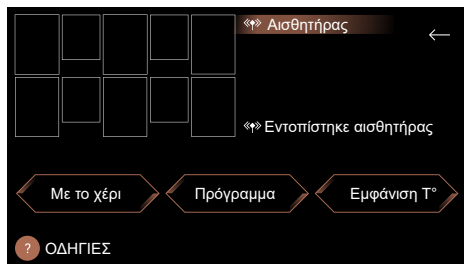 Αισθητήρας
Εντοπίστηκε αισθητήρας
Με το χέρι
Πρόγραμμα
Εμφάνιση T°
? ΟΔΗΓΙΕΣ